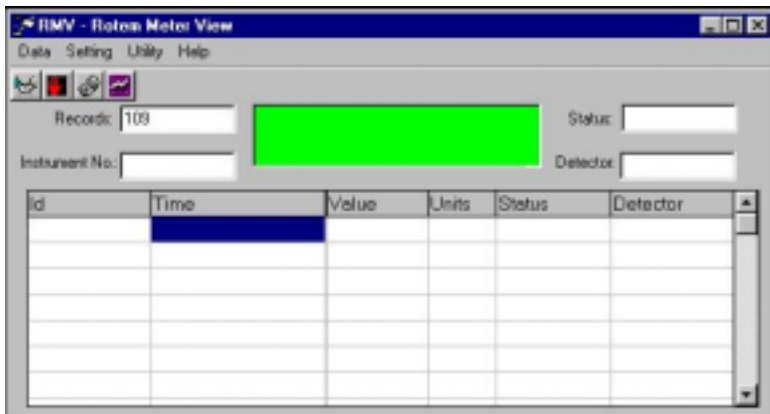 RMV - Rotem Meter View
Data Setting Utility Help
Records: 109 Status:
Instrument No.: Detector:
Id Time Value Units Status Detector